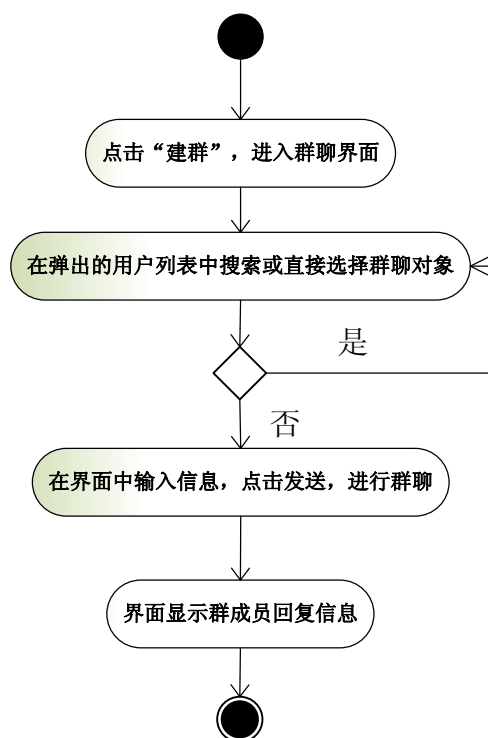 点击“建群”，进入群聊界面
在弹出的用户列表中搜索或直接选择群聊对象
是
否
在界面中输入信息，点击发送，进行群聊
界面显示群成员回复信息